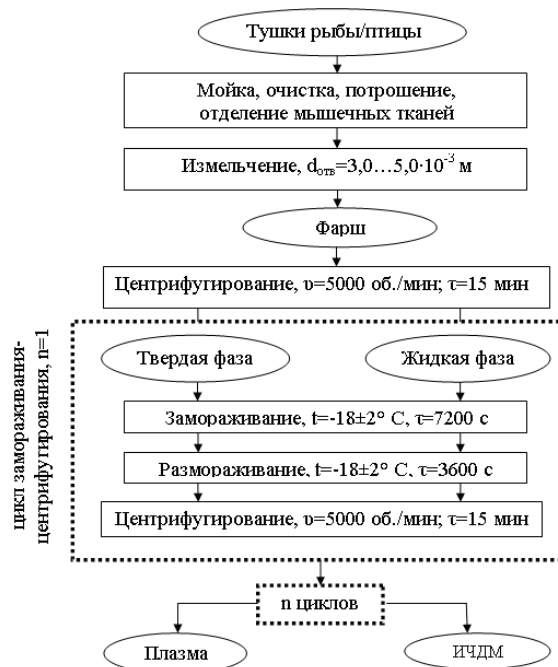 Тушки рыбы/птицы
Мойка, очистка, потрошение,
отделение мышечных тканей
Измельчение, dотв=3,0…5,0·10⁻³ м
Фарш
Центрифугирование, υ=5000 об./мин; τ=15 мин
цикл замораживания-
центрифугирования, n=1
Твердая фаза
Жидкая фаза
Замораживание, t=-18±2° С, τ=7200 с
Размораживание, t=-18±2° С, τ=3600 с
Центрифугирование, υ=5000 об./мин; τ=15 мин
n циклов
Плазма
ИЧДМ